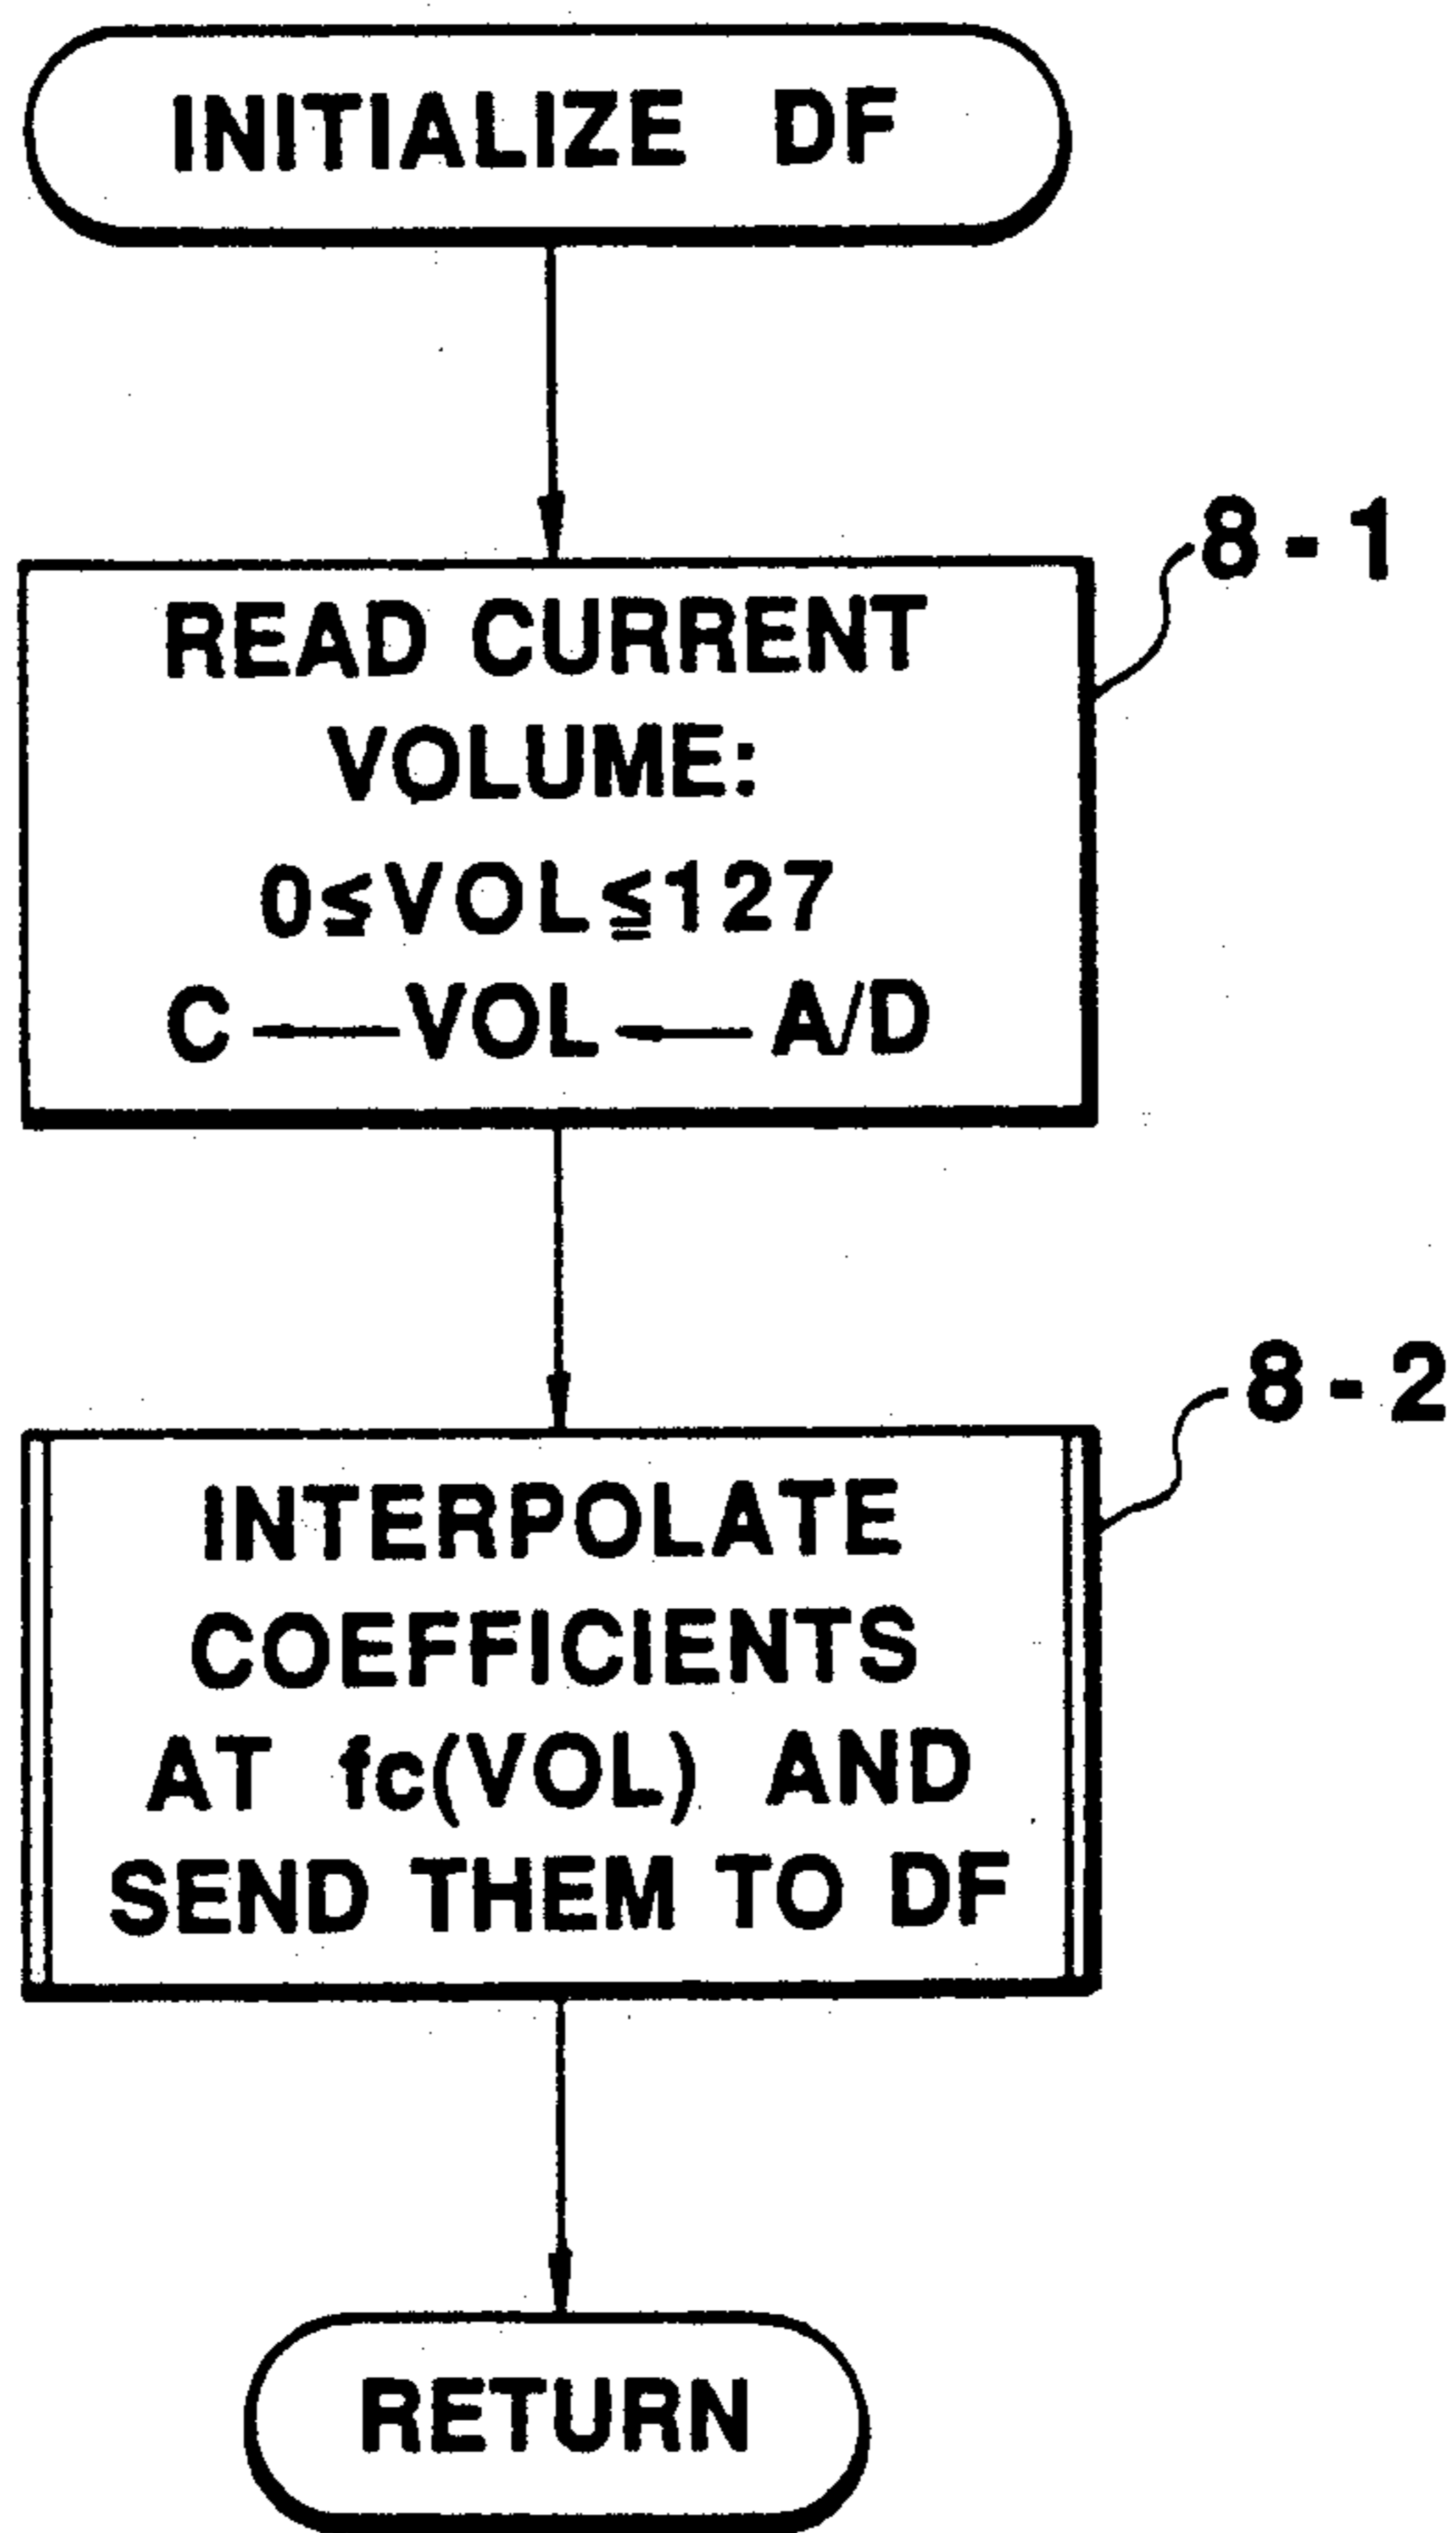 INITIALIZE DF
8-1
READ CURRENT
VOLUME:
0≤VOL≦127
C←VOL←A/D
8-2
INTERPOLATE
COEFFICIENTS
AT fc(VOL) AND
SEND THEM TO DF
RETURN